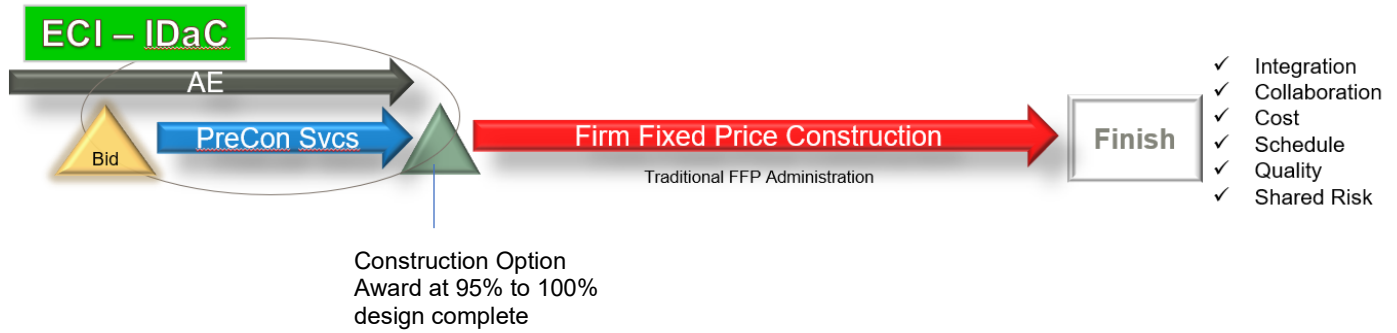 ECI – IDaC
AE
Bid
PreCon Svcs
Firm Fixed Price Construction
Traditional FFP Administration
Finish
✓ Integration
✓ Collaboration
✓ Cost
✓ Schedule
✓ Quality
✓ Shared Risk
Construction Option
Award at 95% to 100%
design complete